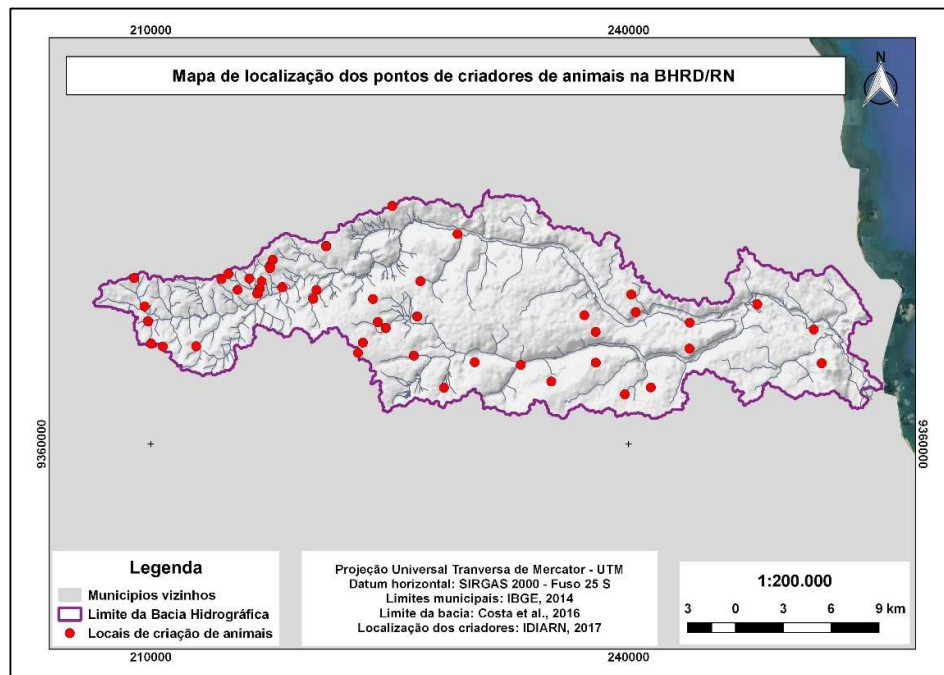 210000
240000
Mapa de localização dos pontos de criadores de animais na BHRD/RN
N
9360000
9360000
Legenda
Municipios vizinhos
Limite da Bacia Hidrográfica
Locais de criação de animais
Projeção Universal Tranversa de Mercator - UTM
Datum horizontal: SIRGAS 2000 - Fuso 25 S
Limites municipais: IBGE, 2014
Limite da bacia: Costa et al., 2016
Localização dos criadores: IDIARN, 2017
1:200.000
3 0 3 6 9 km
210000
240000